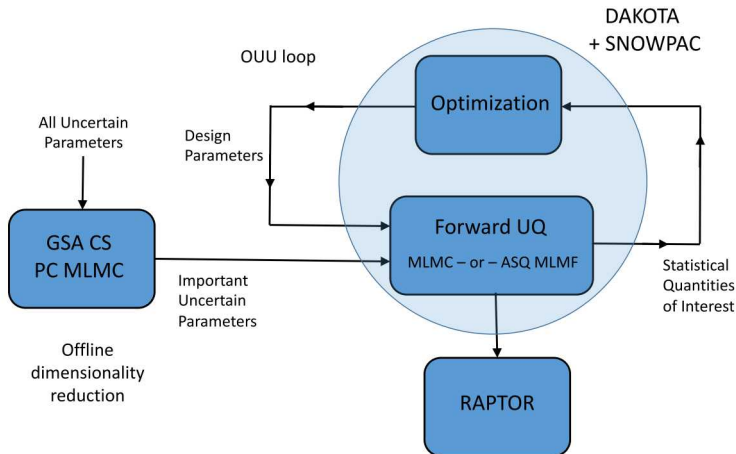 DAKOTA
+ SNOWPAC
OUU loop
Optimization
All Uncertain
Parameters
Design
Parameters
GSA CS
PC MLMC
Forward UQ
MLMC – or – ASQ MLMF
Important
Uncertain
Parameters
Statistical
Quantities
of Interest
Offline
dimensionality
reduction
RAPTOR